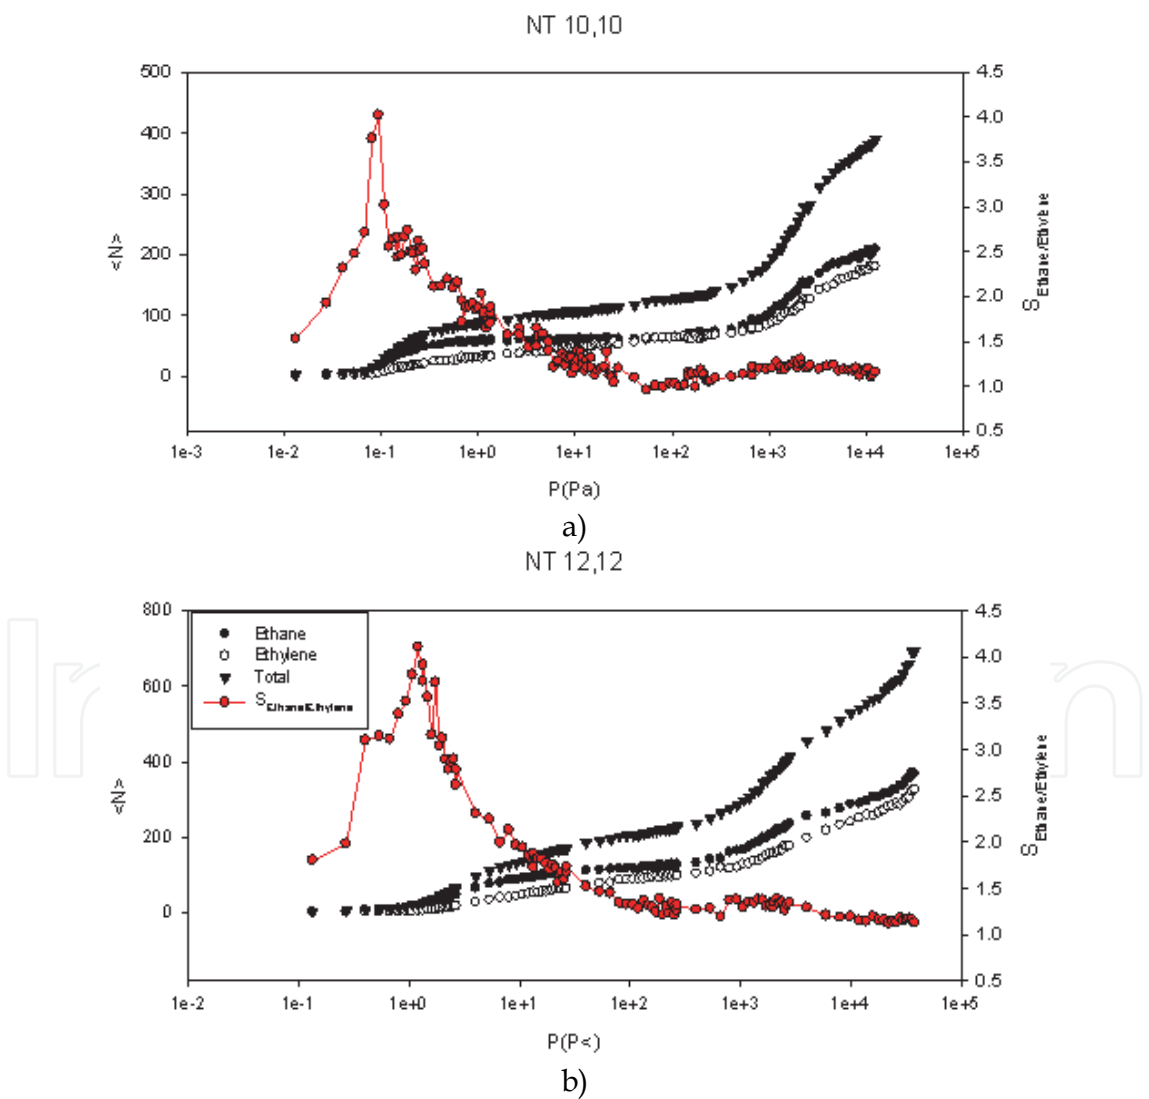 NT 10,10
500
400
300
200
100
0
<N>
4.5
4.0
3.5
3.0
2.5
2.0
1.5
1.0
0.5
S Ethane/Ethylene
1e-3 1e-2 1e-1 1e+0 1e+1 1e+2 1e+3 1e+4 1e+5
P(Pa)
a)
NT 12,12
800
600
400
200
0
<N>
Ethane
Ethylene
Total
S Ethane/Ethylene
4.5
4.0
3.5
3.0
2.5
2.0
1.5
1.0
0.5
S Ethane/Ethylene
1e-2 1e-1 1e+0 1e+1 1e+2 1e+3 1e+4 1e+5
P(P<)
b)